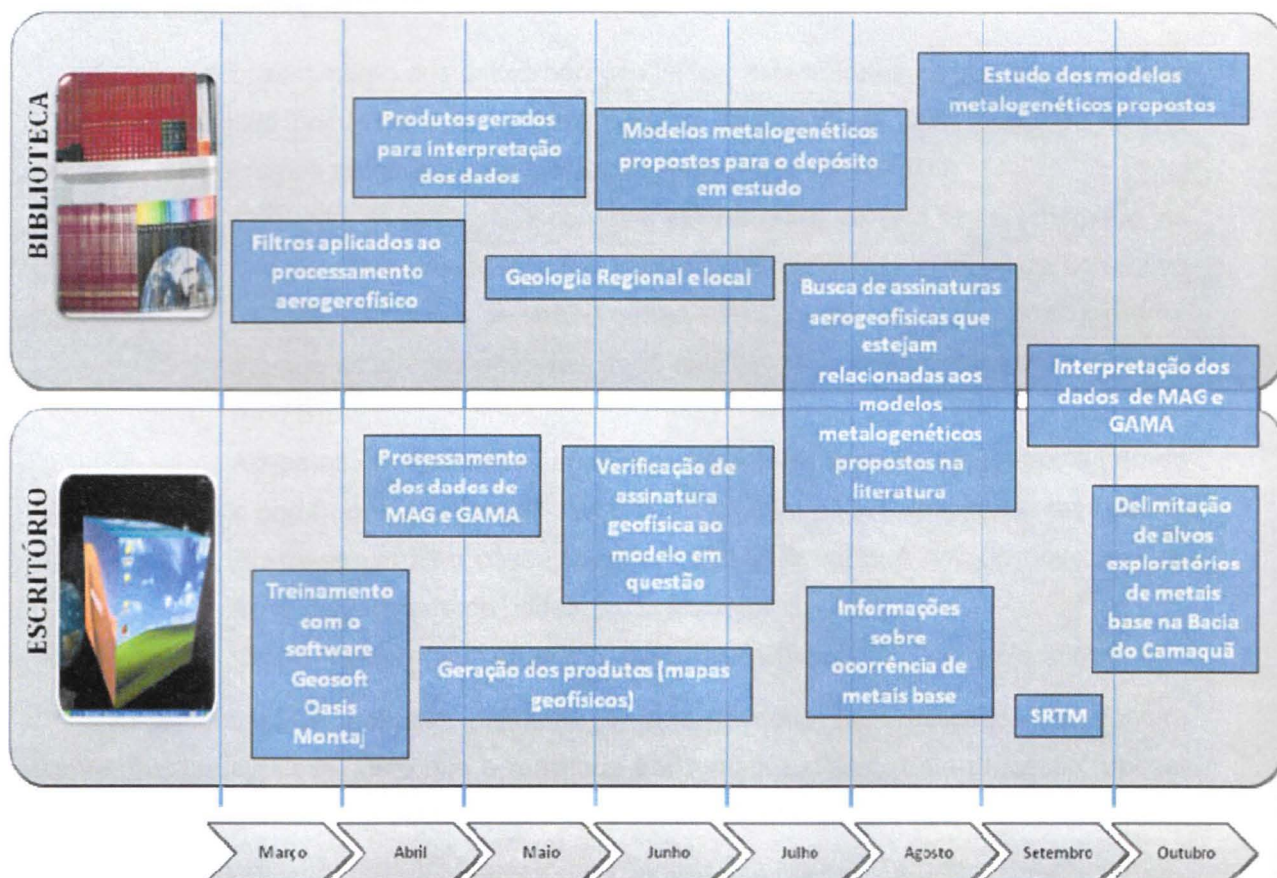 BIBLIOTECA
Produtos gerados
para interpretação
dos dados
Modelos metalogenéticos
propostos para o depósito
em estudo
Estudo dos modelos
metalogenéticos propostos
Filtros aplicados ao
processamento
aerogerofísico
Geologia Regional e local
Busca de assinaturas
aerogeofísicas que
estejam
relacionadas aos
modelos
metalogenéticos
propostos na
literatura
Interpretação dos
dados de MAG e
GAMA
ESCRITÓRIO
Processamento
dos dados de
MAG e GAMA
Verificação de
assinatura
geofísica ao
modelo em
questão
Delimitação
de alvos
exploratórios
de metais
base na Bacia
do Camaquã
Treinamento
com o
software
Geosoft
Oasis
Montaj
Geração dos produtos (mapas
geofísicos)
Informações
sobre
ocorrência de
metais base
SRTM
Março
Abril
Maio
Junho
Julho
Agosto
Setembro
Outubro